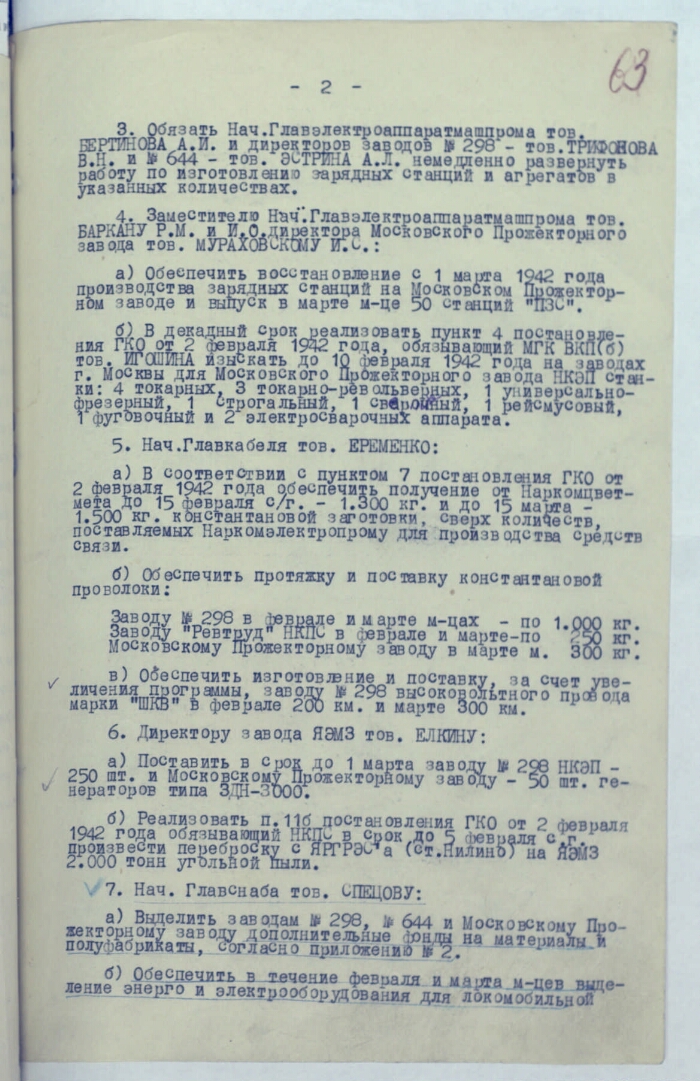 63
- 2 -
3. Обязать Нач.Главэлектроаппаратмашпрома тов.
БЕРТИНОВА А.И. и директоров заводов № 298 - тов.ТРИФОНОВА
В.Н. и № 644 - тов. ЭСТРИНА А.Л. немедленно развернуть
работу по изготовлению зарядных станций и агрегатов в
указанных количествах.
4. Заместителю Нач.Главэлектроаппаратмашпрома тов.
БАРКАНУ Р.М. и И.О.директора Московского Прожекторного
завода тов. МУРАХОВСКОМУ И.С.:
а) Обеспечить восстановление с 1 марта 1942 года
производства зарядных станций на Московском Прожектор-
ном заводе и выпуск в марте м-це 50 станций "ПЗС".
б) В декадный срок реализовать пункт 4 постановле-
ния ГКО от 2 февраля 1942 года, обязывающий МГК ВКП(б)
тов. ИГОШИНА изыскать до 10 февраля 1942 года на заводах
г. Москвы для Московского Прожекторного завода НКЭП стан-
ки: 4 токарных, 3 токарно-револьверных, 1 универсально-
фрезерный, 1 строгальный, 1 сварочный, 1 рейсмусовый,
1 фуговочный и 2 электросварочных аппарата.
5. Нач.Главкабеля тов. ЕРЕМЕНКО:
а) В соответствии с пунктом 7 постановления ГКО от
2 февраля 1942 года обеспечить получение от Наркомцвет-
мета до 15 февраля с/г. - 1.300 кг. и до 15 марта -
1.500 кг. константановой заготовки, сверх количеств,
поставляемых Наркомэлектропрому для производства средств
связи.
б) Обеспечить протяжку и поставку константановой
проволоки:
Заводу № 298 в феврале и марте м-цах - по 1.000 кг.
Заводу "Ревтруд" НКПС в феврале и марте-по 250 кг.
Московскому Прожекторному заводу в марте м. 300 кг.
в) Обеспечить изготовление и поставку, за счет уве-
личения программы, заводу № 298 высоковольтного провода
марки "ШКВ" в феврале 200 км. и марте 300 км.
6. Директору завода ЯЭМЗ тов. ЕЛКИНУ:
а) Поставить в срок до 1 марта заводу № 298 НКЭП -
250 шт. и Московскому Прожекторному заводу - 50 шт. ге-
нераторов типа ЗДН-3000.
б) Реализовать п.11б постановления ГКО от 2 февраля
1942 года обязывающий НКПС в срок до 5 февраля с.г.
произвести переброску с ЯРГРЭС'а (ст.Нилино) на ЯЭМЗ
2.000 тонн угольной пыли.
7. Нач. Главснаба тов. СПЕЦОВУ:
а) Выделить заводам № 298, № 644 и Московскому Про-
жекторному заводу дополнительные фонды на материалы и
полуфабрикаты, согласно приложению № 2.
б) Обеспечить в течение февраля и марта м-цев выде-
ление энерго и электрооборудования для локомобильной